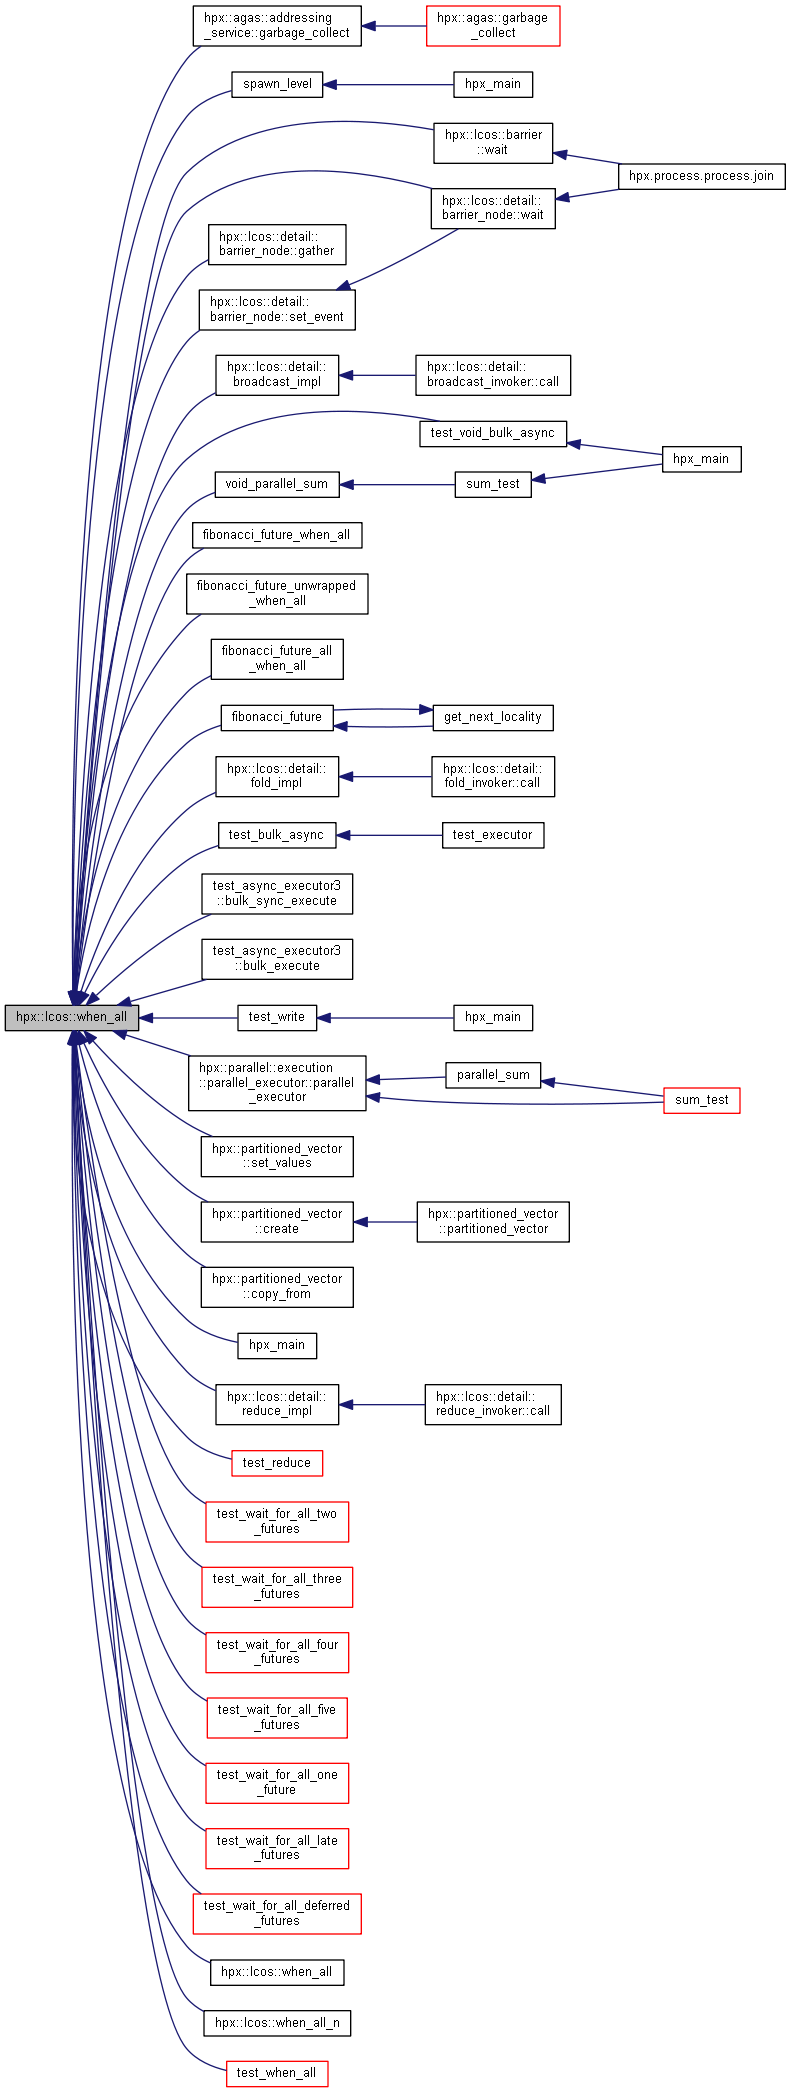 hpx::agas::addressing
_service::garbage_collect
hpx::agas::garbage
_collect
spawn_level
hpx_main
hpx::lcos::barrier
::wait
hpx.process.process.join
hpx::lcos::detail::
barrier_node::wait
hpx::lcos::detail::
barrier_node::gather
hpx::lcos::detail::
barrier_node::set_event
hpx::lcos::detail::
broadcast_impl
hpx::lcos::detail::
broadcast_invoker::call
test_void_bulk_async
hpx_main
void_parallel_sum
sum_test
fibonacci_future_when_all
fibonacci_future_unwrapped
_when_all
fibonacci_future_all
_when_all
fibonacci_future
get_next_locality
hpx::lcos::detail::
fold_impl
hpx::lcos::detail::
fold_invoker::call
test_bulk_async
test_executor
test_async_executor3
::bulk_sync_execute
test_async_executor3
::bulk_execute
hpx::lcos::when_all
test_write
hpx_main
hpx::parallel::execution
::parallel_executor::parallel
_executor
parallel_sum
sum_test
hpx::partitioned_vector
::set_values
hpx::partitioned_vector
::create
hpx::partitioned_vector
::partitioned_vector
hpx::partitioned_vector
::copy_from
hpx_main
hpx::lcos::detail::
reduce_impl
hpx::lcos::detail::
reduce_invoker::call
test_reduce
test_wait_for_all_two
_futures
test_wait_for_all_three
_futures
test_wait_for_all_four
_futures
test_wait_for_all_five
_futures
test_wait_for_all_one
_future
test_wait_for_all_late
_futures
test_wait_for_all_deferred
_futures
hpx::lcos::when_all
hpx::lcos::when_all_n
test_when_all